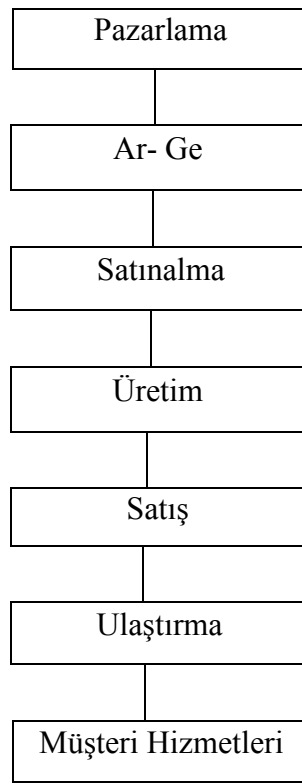 Pazarlama
Ar- Ge
Satınalma
Üretim
Satış
Ulaştırma
Müşteri Hizmetleri